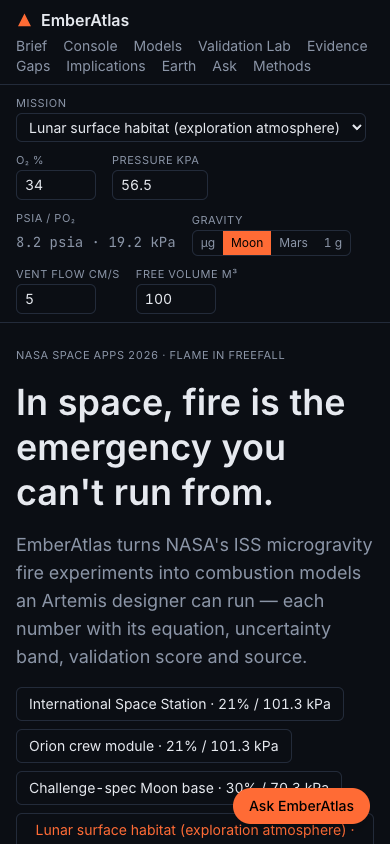 EmberAtlas
Brief Console Models Validation Lab Evidence
Gaps Implications Earth Ask Methods
MISSION
Lunar surface habitat (exploration atmosphere)
O₂ % PRESSURE KPA
34 56.5
PSIA / PO₂ GRAVITY
8.2 psia · 19.2 kPa µg Moon Mars 1 g
VENT FLOW CM/S FREE VOLUME M³
5 100
NASA SPACE APPS 2026 · FLAME IN FREEFALL
In space, fire is the
emergency you
can't run from.
EmberAtlas turns NASA's ISS microgravity
fire experiments into combustion models
an Artemis designer can run — each
number with its equation, uncertainty
band, validation score and source.
International Space Station · 21% / 101.3 kPa
Orion crew module · 21% / 101.3 kPa
Challenge-spec Moon base · 30% / 70.3 kPa
Ask EmberAtlas
Lunar surface habitat (exploration atmosphere) ·